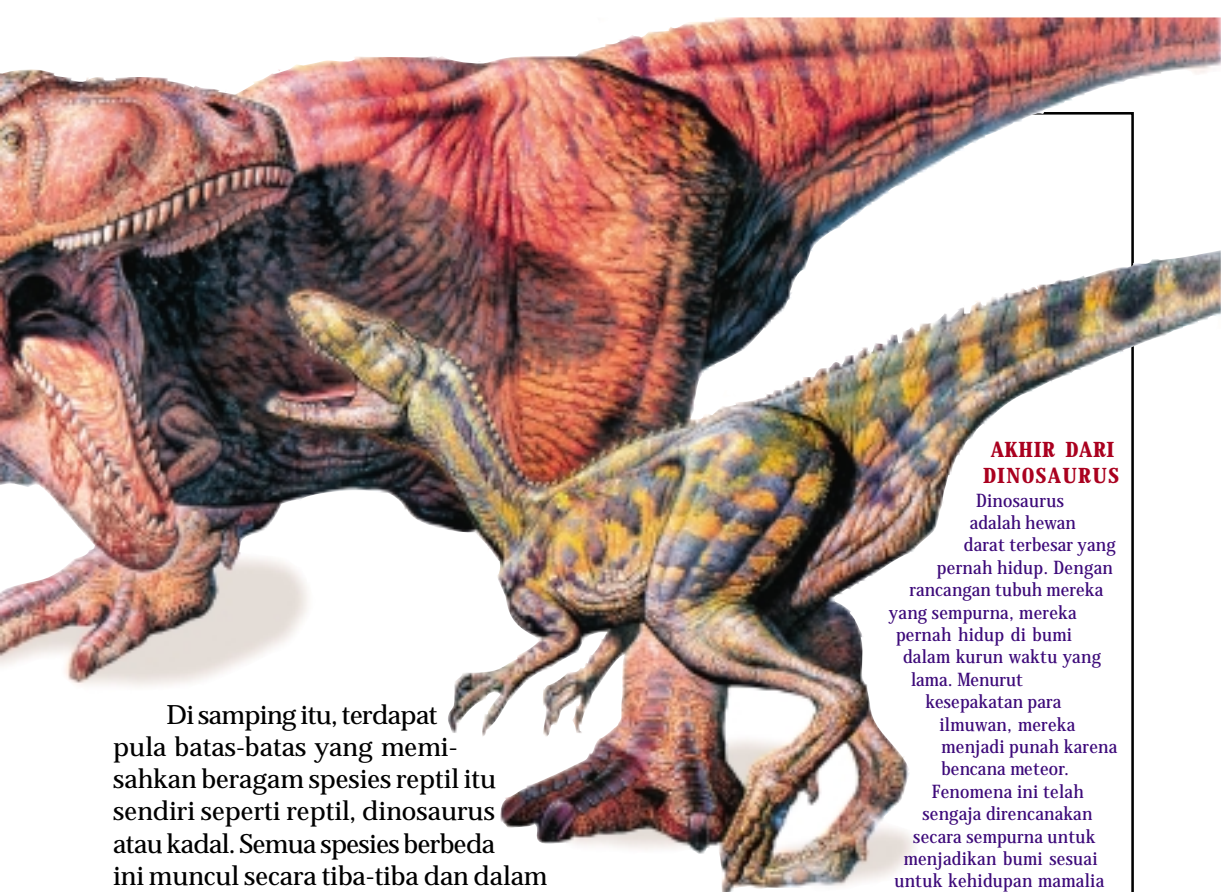 AKHIR DARI
DINOSAURUS
Dinosaurus
adalah hewan
darat terbesar yang
pernah hidup. Dengan
rancangan tubuh mereka
yang sempurna, mereka
pernah hidup di bumi
dalam kurun waktu yang
lama. Menurut
kesepakatan para
ilmuwan, mereka
menjadi punah karena
bencana meteor.
Fenomena ini telah
sengaja direncanakan
secara sempurna untuk
menjadikan bumi sesuai
untuk kehidupan mamalia
Di samping itu, terdapat
pula batas-batas yang memi-
sahkan beragam spesies reptil itu
sendiri seperti reptil, dinosaurus
atau kadal. Semua spesies berbeda
ini muncul secara tiba-tiba dan dalam